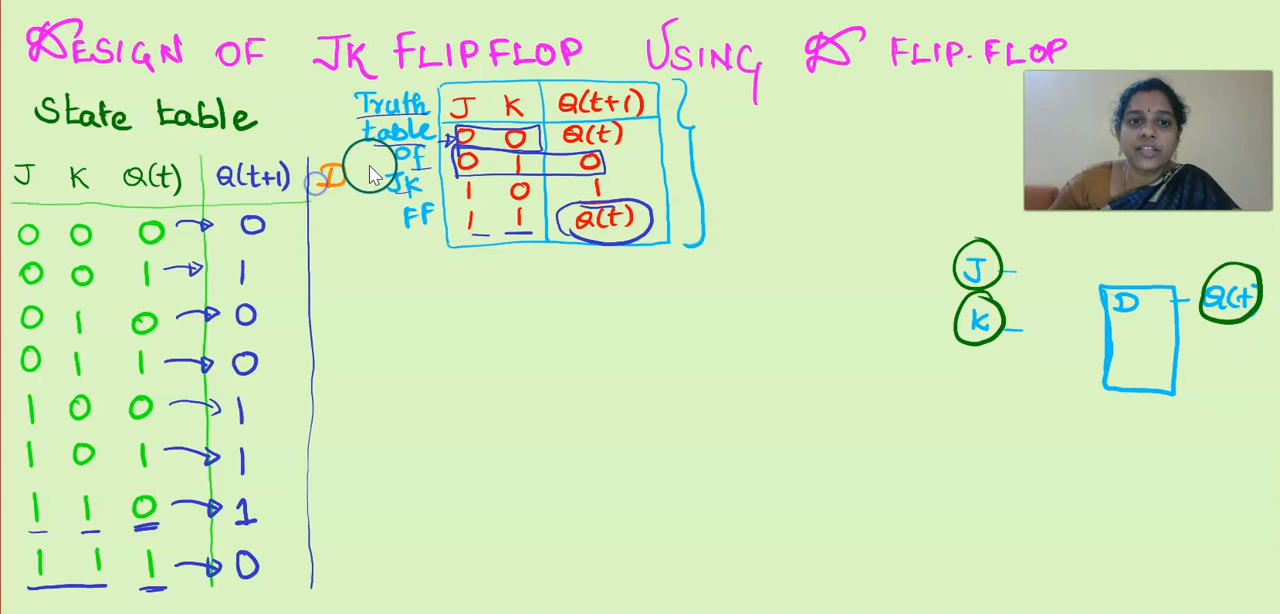 DESIGN OF JK FLIPFLOP USING D FLIP.FLOP
State table
J K Q(t) Q(t+1) D
0 0 0 → 0
0 0 1 → 1
0 1 0 → 0
0 1 1 → 0
1 0 0 → 1
1 0 1 → 1
1 1 0 → 1
1 1 1 → 0
Truth
table
of
JK
FF
J K Q(t+1)
0 0 Q(t)
0 1 0
1 0 1
1 1 Q̅(t)
J
K
D
Q(t)